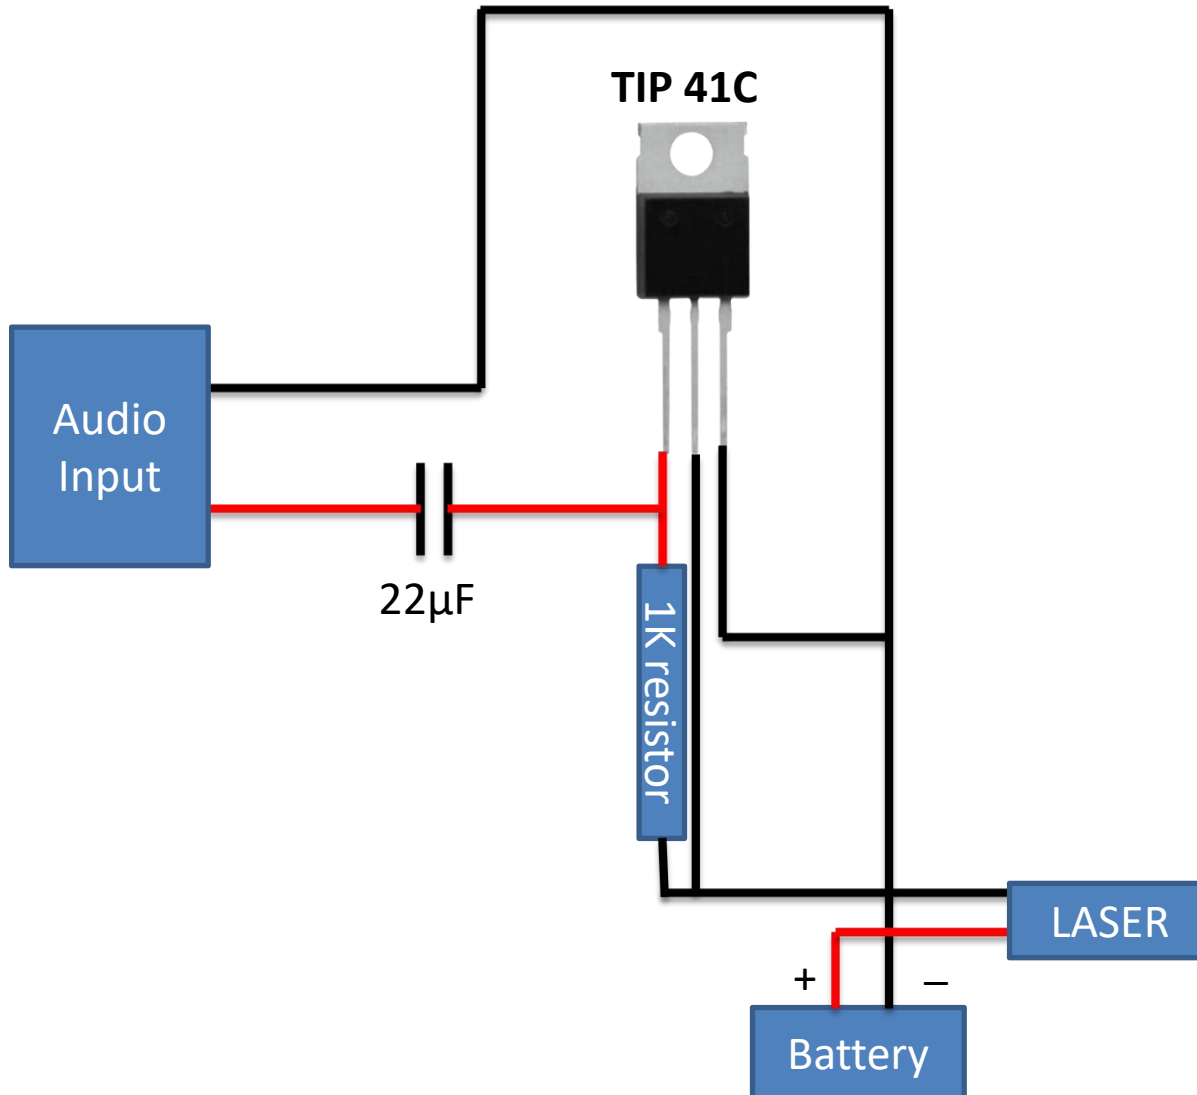 TIP 41C
Audio
Input
22µF
1K resistor
LASER
+
–
Battery